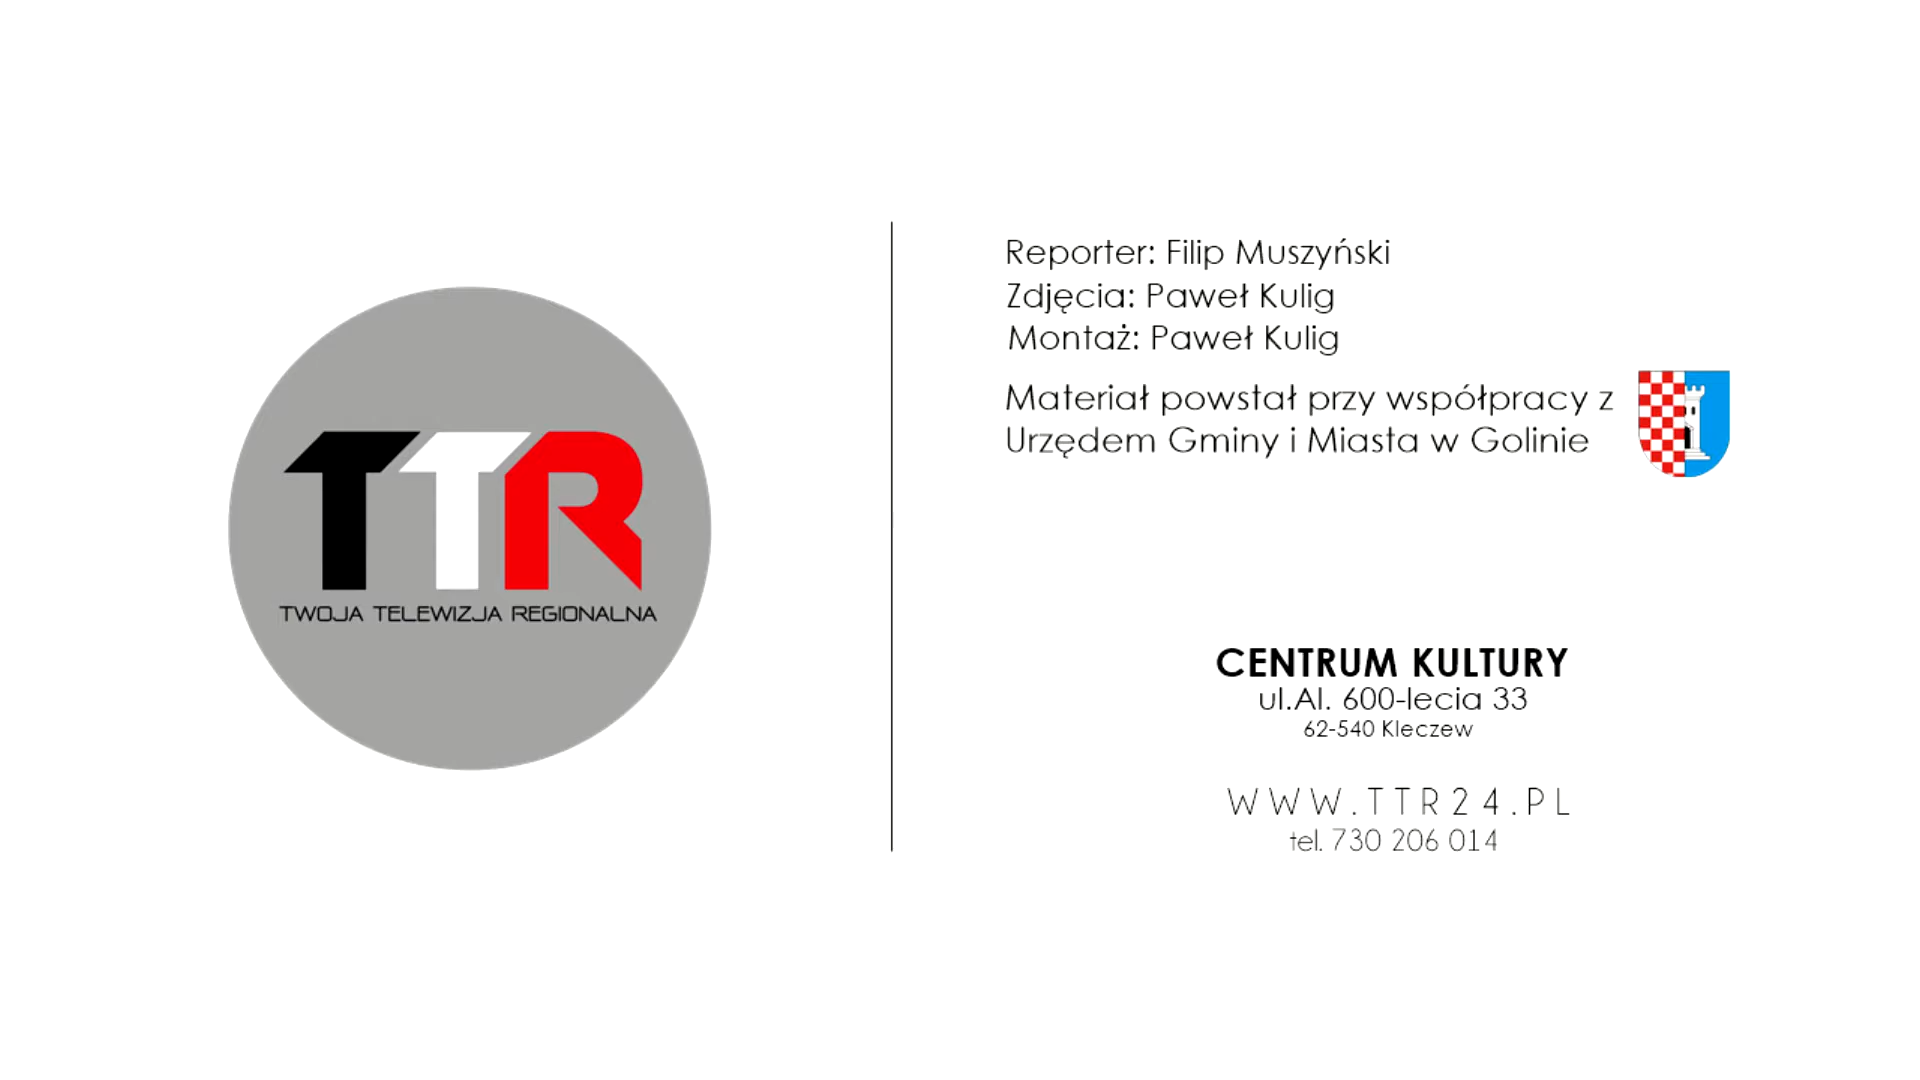 TTR
TWOJA TELEWIZJA REGIONALNA
Reporter: Filip Muszyński
Zdjęcia: Paweł Kulig
Montaż: Paweł Kulig
Materiał powstał przy współpracy z
Urzędem Gminy i Miasta w Golinie
CENTRUM KULTURY
ul.Al. 600-lecia 33
62-540 Kleczew
WWW.TTR24.PL
tel. 730 206 014